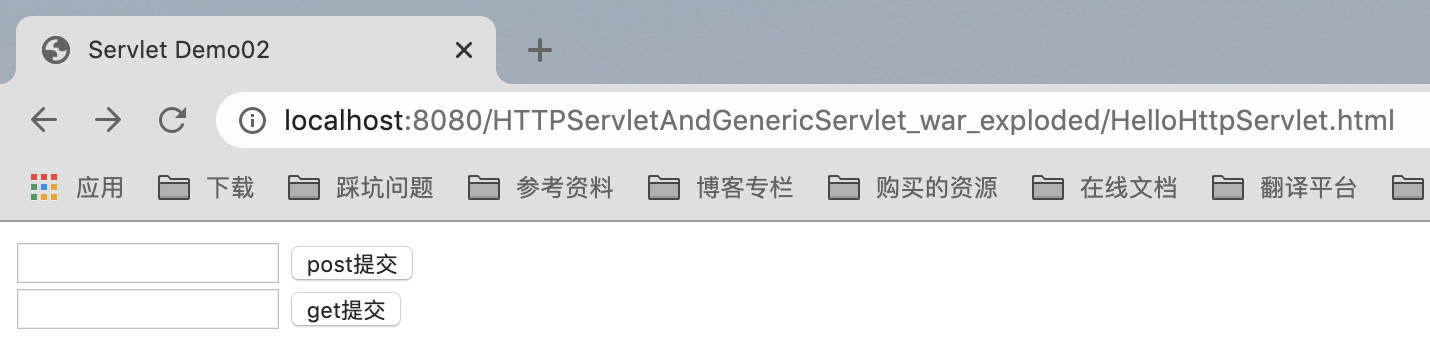 Servlet Demo02
localhost:8080/HTTPServletAndGenericServlet_war_exploded/HelloHttpServlet.html
应用 下载 踩坑问题 参考资料 博客专栏 购买的资源 在线文档 翻译平台
post提交
get提交